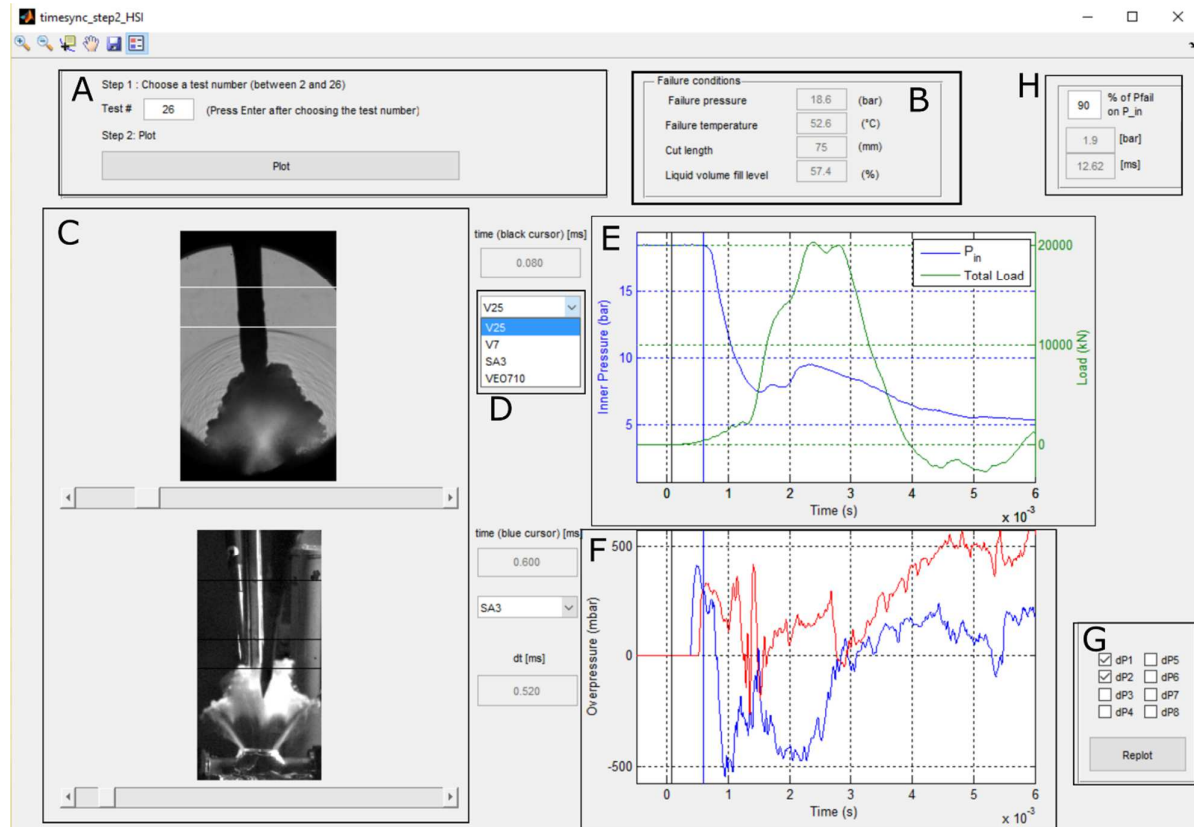 timesync_step2_HSI
A
Step 1 : Choose a test number (between 2 and 26)
Test # 26 (Press Enter after choosing the test number)
Step 2: Plot
Plot
B
Failure conditions
Failure pressure 18.6 (bar)
Failure temperature 52.6 (°C)
Cut length 75 (mm)
Liquid volume fill level 57.4 (%)
H
90 % of Pfail
on P_in
1.9 [bar]
12.62 [ms]
C
time (black cursor) [ms]
0.080
V25
V25
V7
SA3
VEO710
D
time (blue cursor) [ms]
0.600
SA3
dt [ms]
0.520
E
P_in
Total Load
Inner Pressure (bar)
15
10
5
Load (kN)
20000
10000
0
0 1 2 3 4 5 6
Time (s)
x 10^-3
F
Overpressure (mbar)
500
0
-500
0 1 2 3 4 5 6
Time (s)
x 10^-3
G
dP1 dP5
dP2 dP6
dP3 dP7
dP4 dP8
Replot